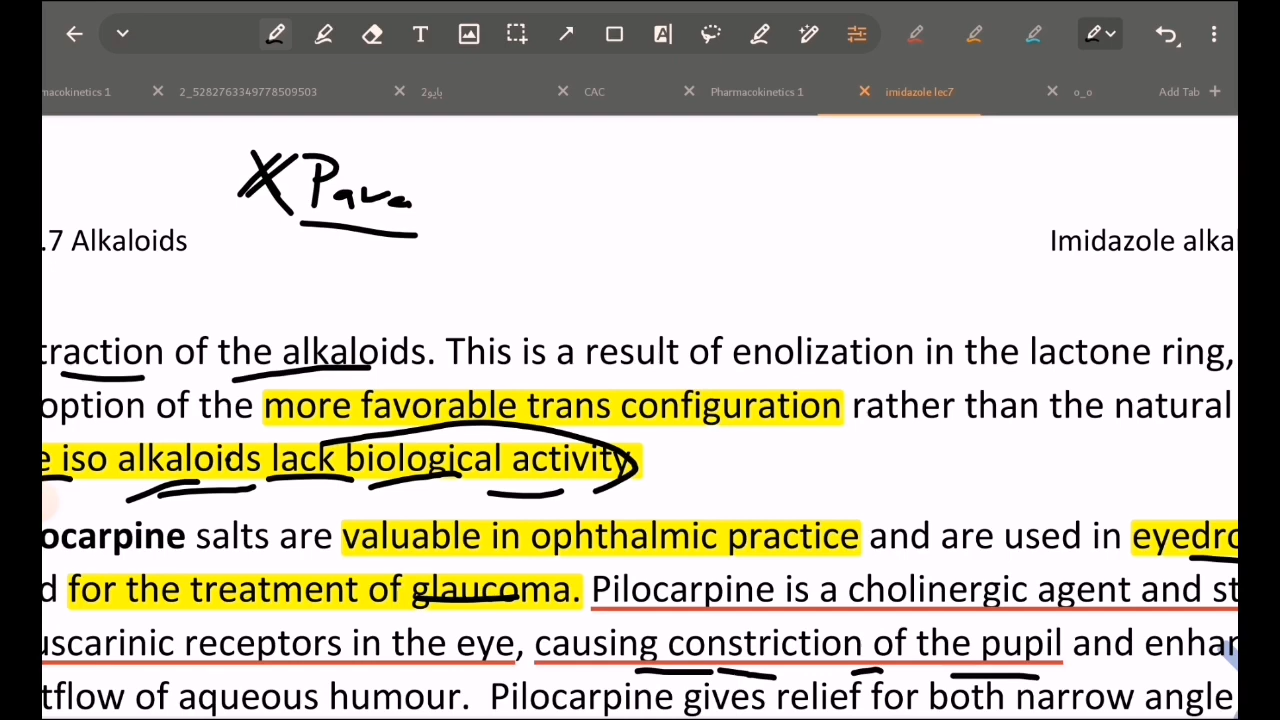 T A
macokinetics 1 2_5282763349778509503 بايو2 CAC Pharmacokinetics 1 imidazole lec7 o_o Add Tab +
Para
.7 Alkaloids Imidazole alka
traction of the alkaloids. This is a result of enolization in the lactone ring,
option of the more favorable trans configuration rather than the natural
e iso alkaloids lack biological activity
ocarpine salts are valuable in ophthalmic practice and are used in eyedro
d for the treatment of glaucoma. Pilocarpine is a cholinergic agent and st
uscarinic receptors in the eye, causing constriction of the pupil and enhan
tflow of aqueous humour. Pilocarpine gives relief for both narrow angle